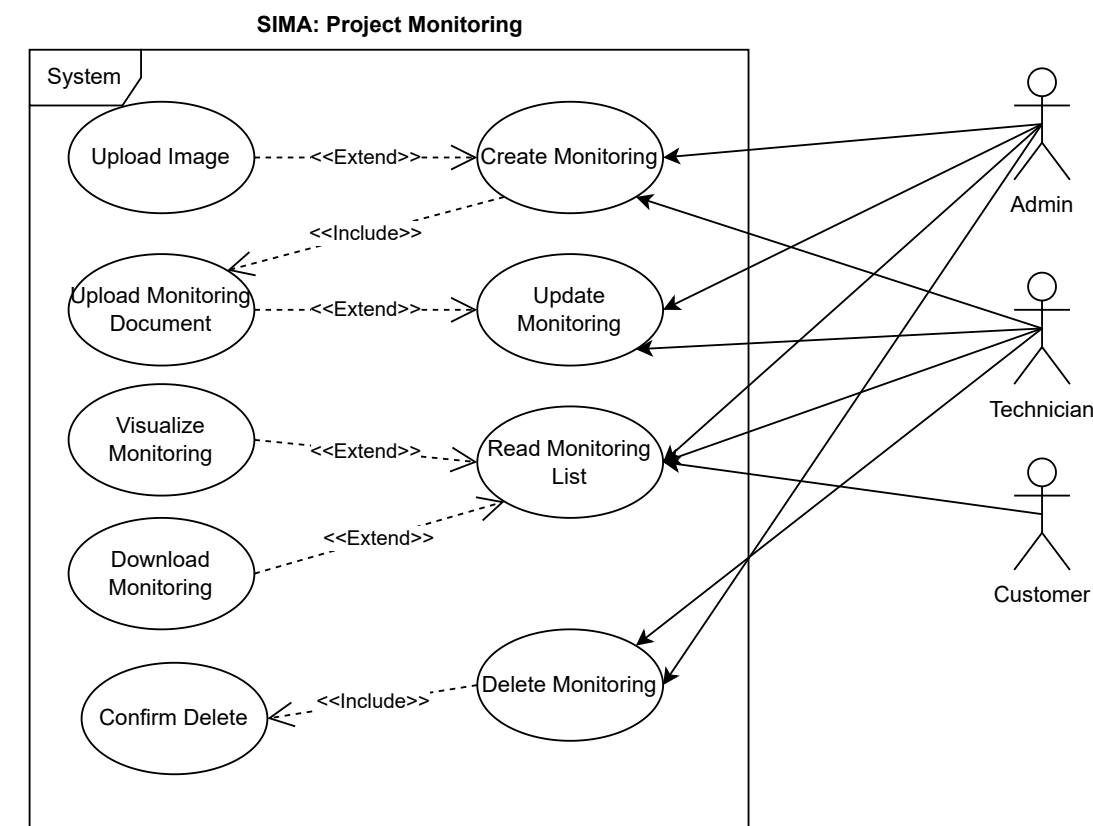 SIMA: Project Monitoring
System
Upload Image
<<Extend>>
Create Monitoring
Admin
<<Include>>
Upload Monitoring
Document
<<Extend>>
Update
Monitoring
Technician
Visualize
Monitoring
<<Extend>>
Read Monitoring
List
Download
Monitoring
<<Extend>>
Customer
Confirm Delete
<<Include>>
Delete Monitoring